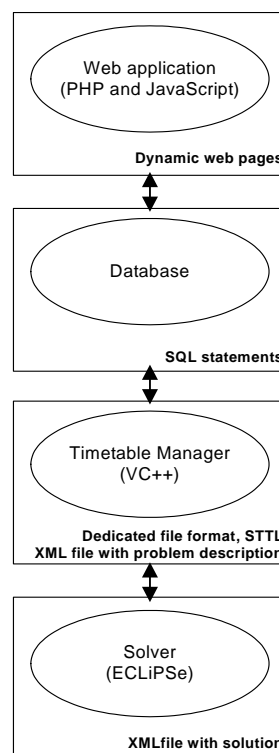 Web application
(PHP and JavaScript)
Dynamic web pages
Database
SQL statements
Timetable Manager
(VC++)
Dedicated file format, STTL
XML file with problem description
Solver
(ECLiPSe)
XMLfile with solution